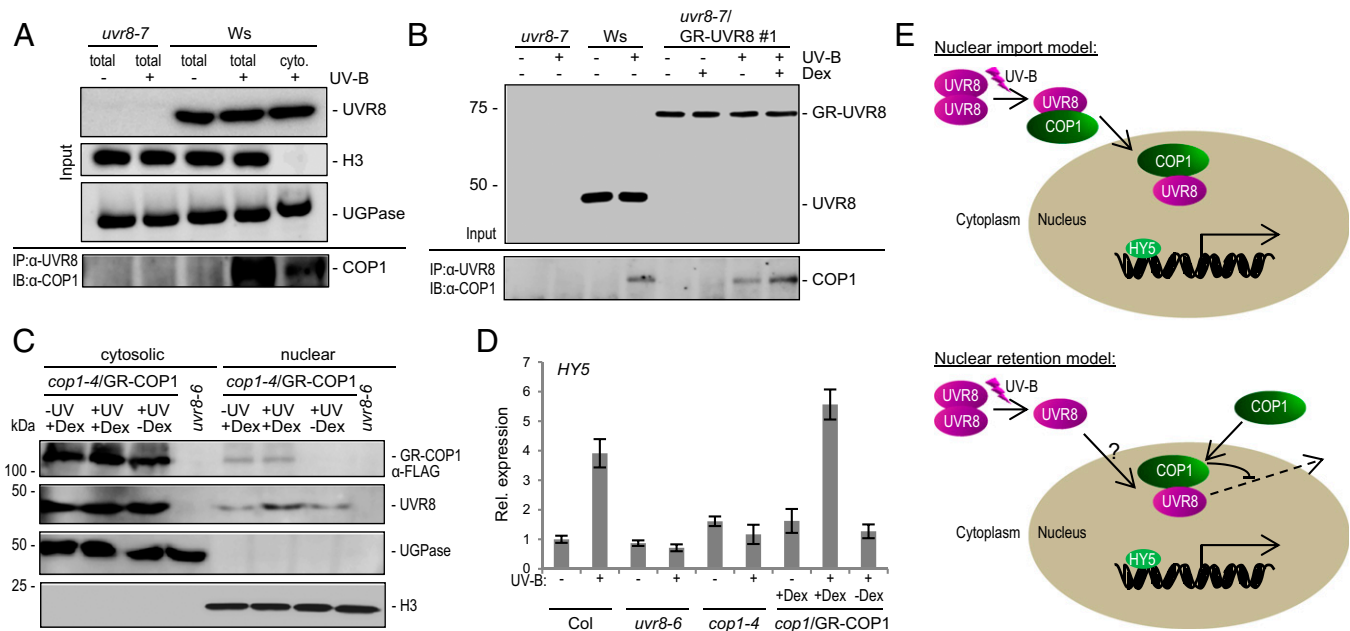 A
uvr8-7 Ws
total total total total cyto.
- + - + + UV-B
Input
- UVR8
- H3
- UGPase
IP:α-UVR8
IB:α-COP1
- COP1
B
uvr8-7/
uvr8-7 Ws GR-UVR8 #1
- + - + - - + + UV-B
- + - + Dex
75 -
- GR-UVR8
50 -
- UVR8
Input
IP:α-UVR8
IB:α-COP1
- COP1
C
cytosolic nuclear
cop1-4/GR-COP1 uvr8-6 cop1-4/GR-COP1 uvr8-6
-UV +UV +UV -UV +UV +UV
kDa +Dex +Dex -Dex +Dex +Dex -Dex
- GR-COP1
100 - α-FLAG
50 -
- UVR8
50 - - UGPase
25 -
- H3
D
HY5
Rel. expression
7
6
5
4
3
2
1
0
UV-B: - + - + - + - + +
+Dex +Dex -Dex
Col uvr8-6 cop1-4 cop1/GR-COP1
E
Nuclear import model:
UV-B
UVR8
UVR8
UVR8
COP1
COP1
UVR8
Cytoplasm Nucleus
HY5
Nuclear retention model:
UV-B
UVR8
UVR8
UVR8
COP1
?
COP1
UVR8
Cytoplasm Nucleus
HY5